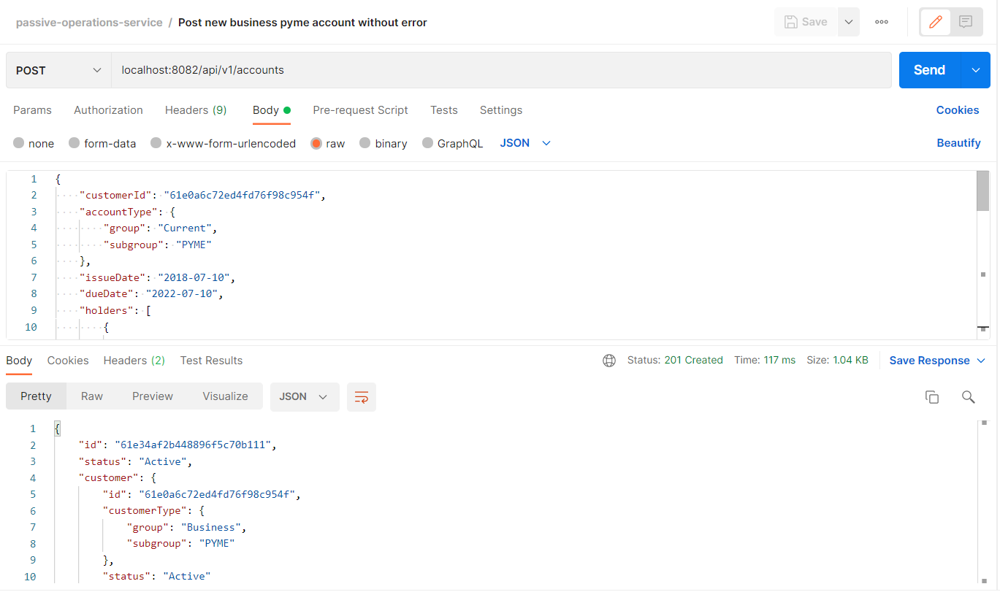 passive-operations-service / Post new business pyme account without error
Save
POST
localhost:8082/api/v1/accounts
Send
Params Authorization Headers (9) Body Pre-request Script Tests Settings Cookies
none form-data x-www-form-urlencoded raw binary GraphQL JSON Beautify
1 {
2 "customerId": "61e0a6c72ed4fd76f98c954f",
3 "accountType": {
4 "group": "Current",
5 "subgroup": "PYME"
6 },
7 "issueDate": "2018-07-10",
8 "dueDate": "2022-07-10",
9 "holders": [
10 {
Body Cookies Headers (2) Test Results Status: 201 Created Time: 117 ms Size: 1.04 KB Save Response
Pretty Raw Preview Visualize JSON
1 {
2 "id": "61e34af2b448896f5c70b111",
3 "status": "Active",
4 "customer": {
5 "id": "61e0a6c72ed4fd76f98c954f",
6 "customerType": {
7 "group": "Business",
8 "subgroup": "PYME"
9 },
10 "status": "Active"